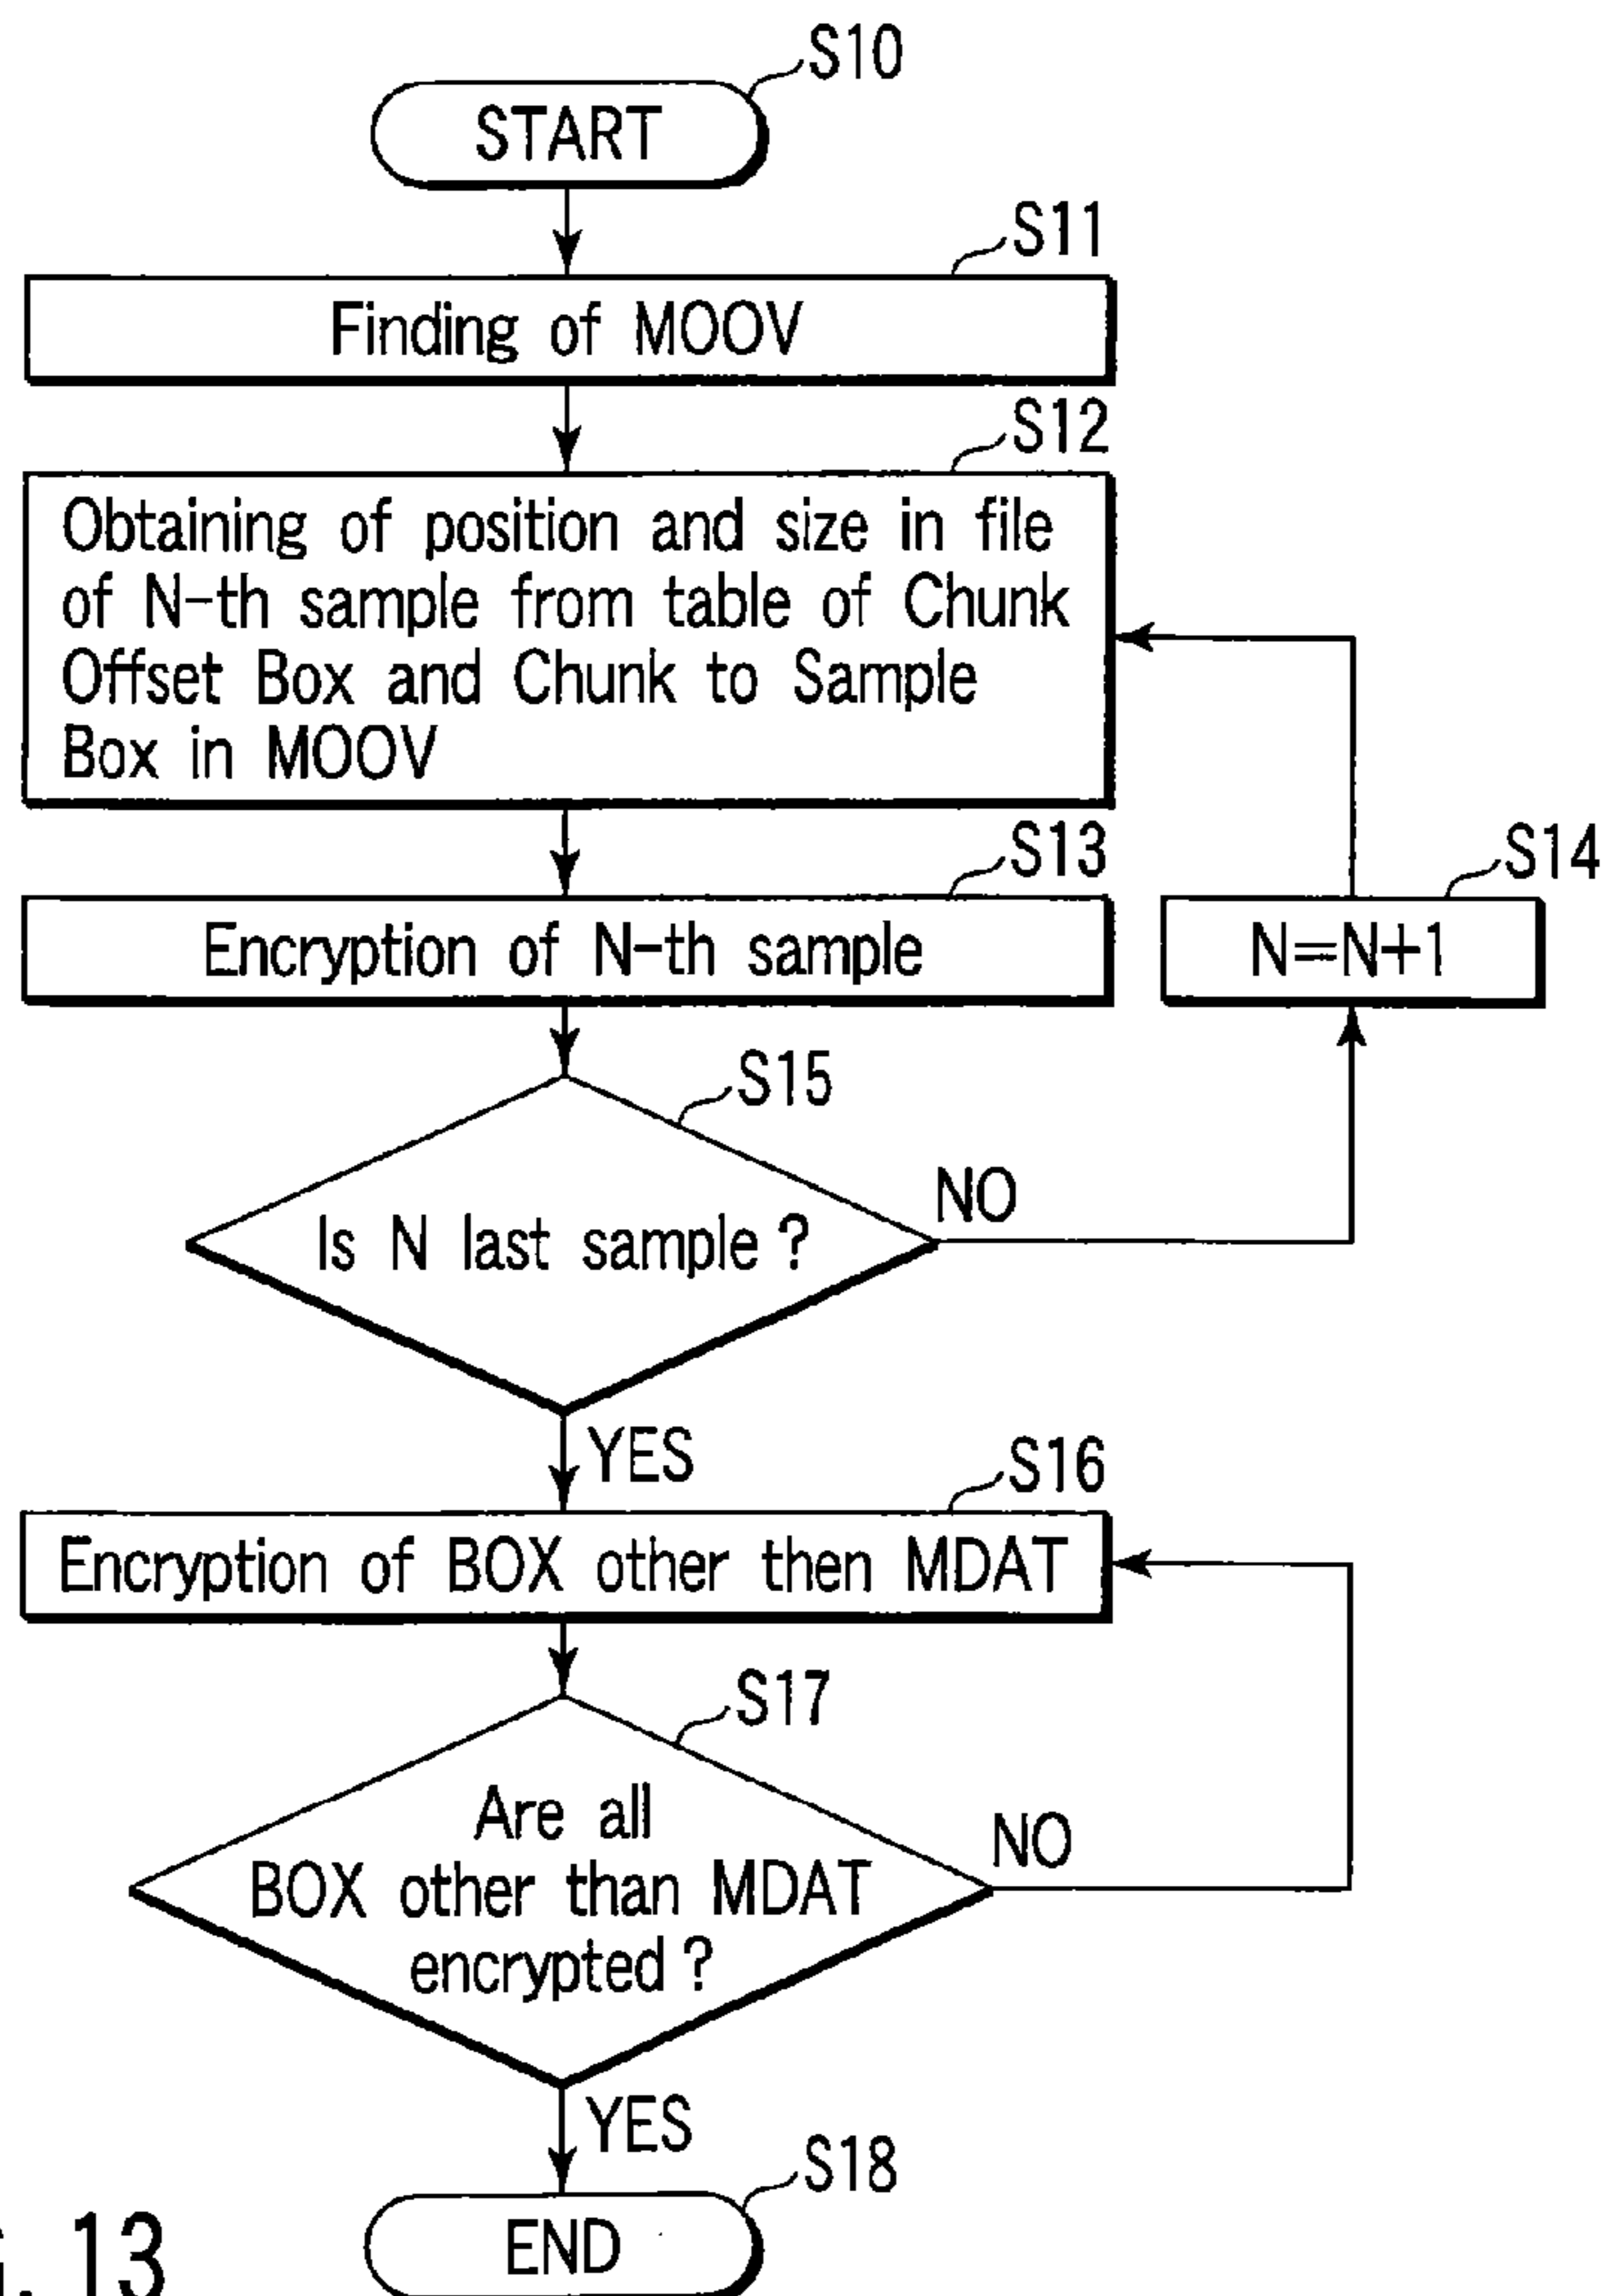 S10
START
S11
Finding of MOOV
S12
Obtaining of position and size in file
of N-th sample from table of Chunk
Offset Box and Chunk to Sample
Box in MOOV
S13
Encryption of N-th sample
S14
N=N+1
S15
Is N last sample ?
NO
YES
S16
Encryption of BOX other then MDAT
S17
Are all
BOX other than MDAT
encrypted ?
NO
YES
S18
END
. 13